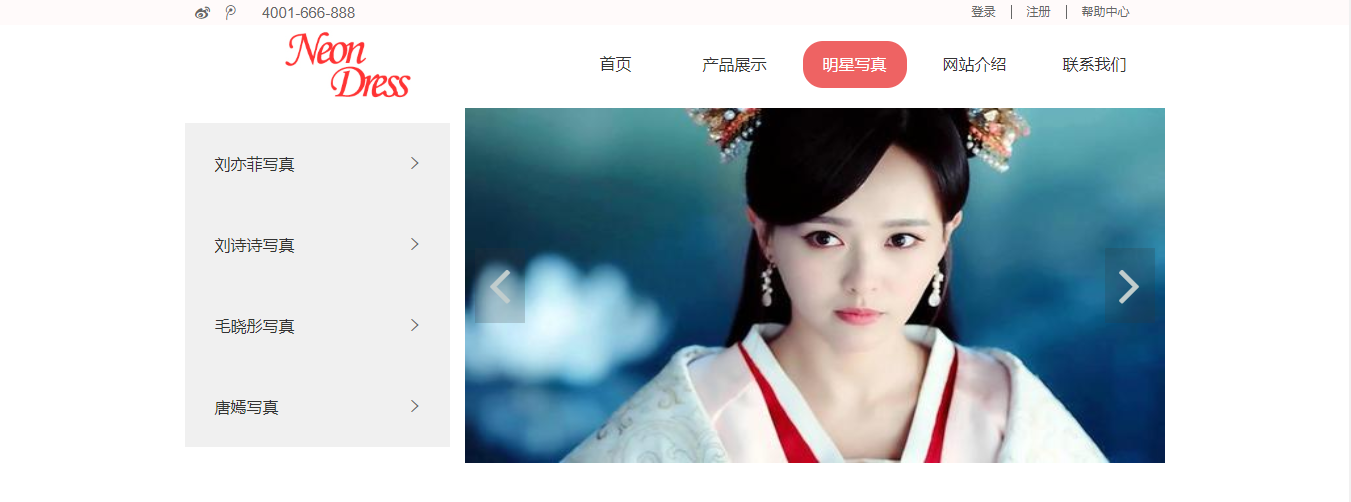 4001-666-888
登录 | 注册 | 帮助中心
Neon
Dress
首页 产品展示 明星写真 网站介绍 联系我们
刘亦菲写真
刘诗诗写真
毛晓彤写真
唐嫣写真